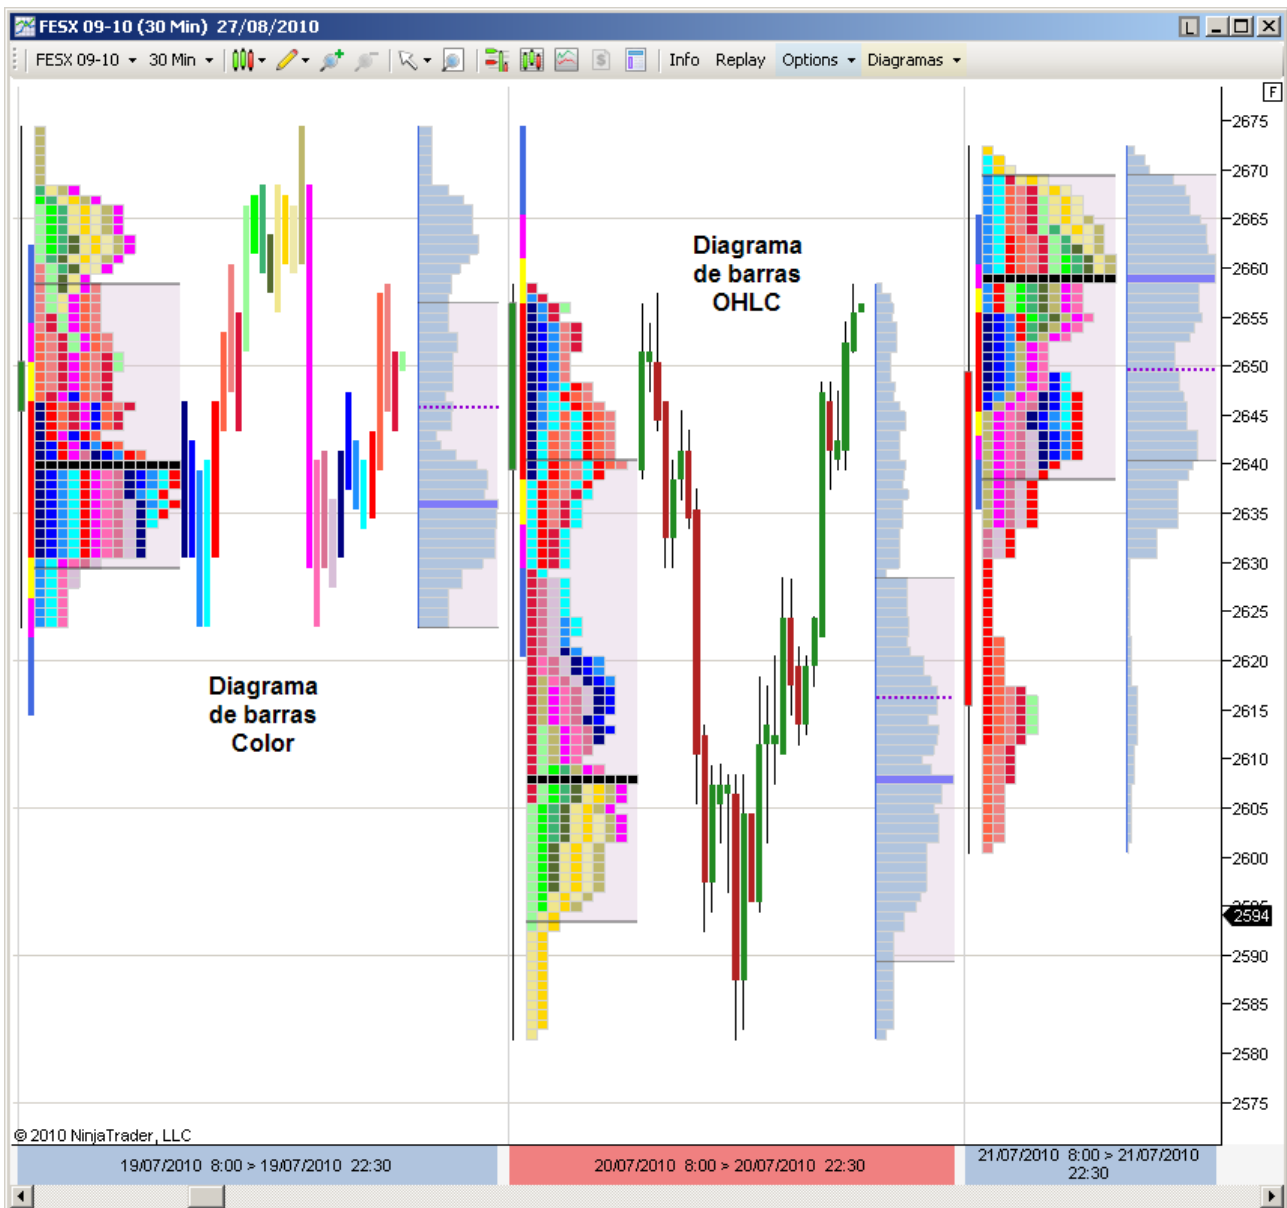 FESX 09-10 (30 Min)  27/08/2010
L
FESX 09-10  30 Min  $  Info  Replay  Options  Diagramas
F
2675
2670
2665
2660
2655
2650
2645
2640
2635
2630
2625
2620
2615
2610
2605
2600
2595
2594
2590
2585
2580
2575
Diagrama
de barras
OHLC
Diagrama
de barras
Color
© 2010 NinjaTrader, LLC
19/07/2010  8:00 > 19/07/2010  22:30
20/07/2010  8:00 > 20/07/2010  22:30
21/07/2010  8:00 > 21/07/2010
22:30